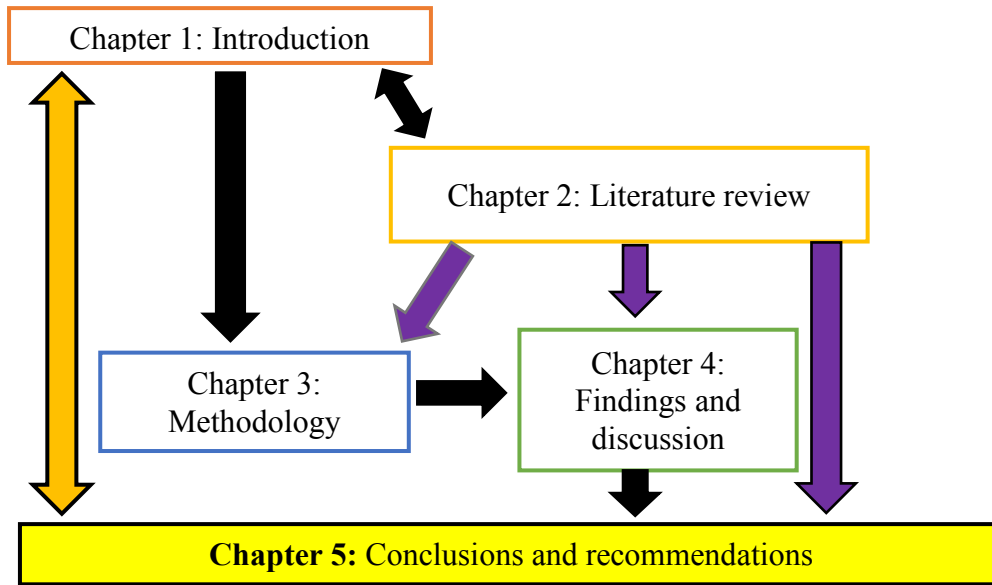 Chapter 1: Introduction
Chapter 2: Literature review
Chapter 3:
Methodology
Chapter 4:
Findings and
discussion
Chapter 5: Conclusions and recommendations